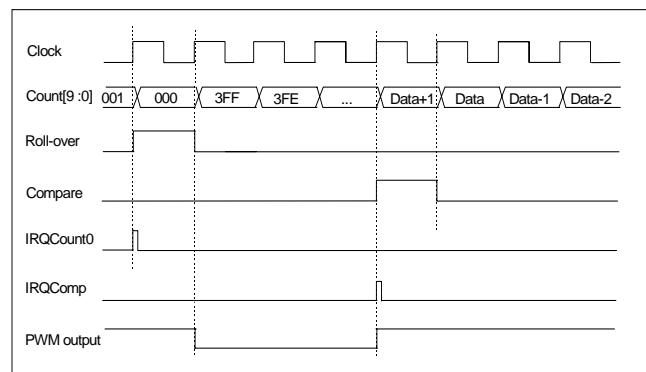 Clock
Count[9 :0] 001 000 3FF 3FE ... Data+1 Data Data-1 Data-2
Roll-over
Compare
IRQCount0
IRQComp
PWM output